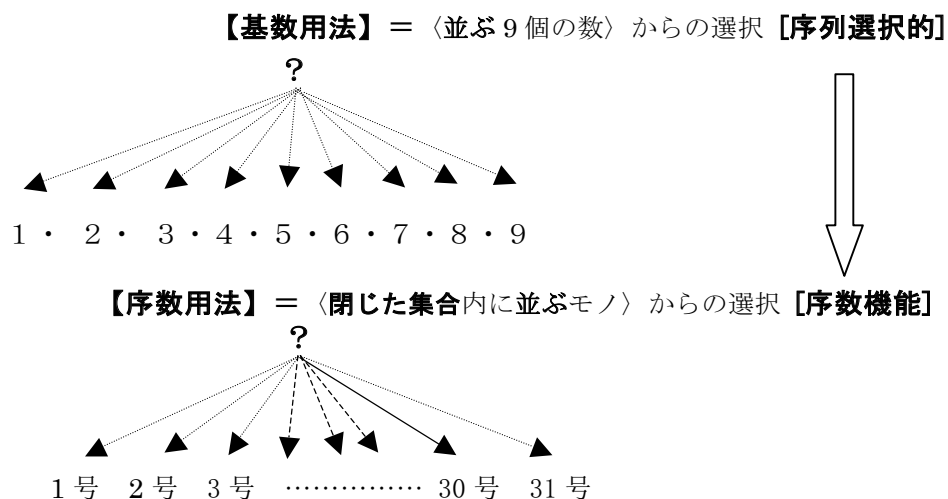 【基数用法】＝〈並ぶ9個の数〉からの選択 [序列選択的]
?
１・２・３・４・５・６・７・８・９
【序数用法】＝〈閉じた集合内に並ぶモノ〉からの選択 [序数機能]
?
1号 2号 3号 …………… 30号 31号